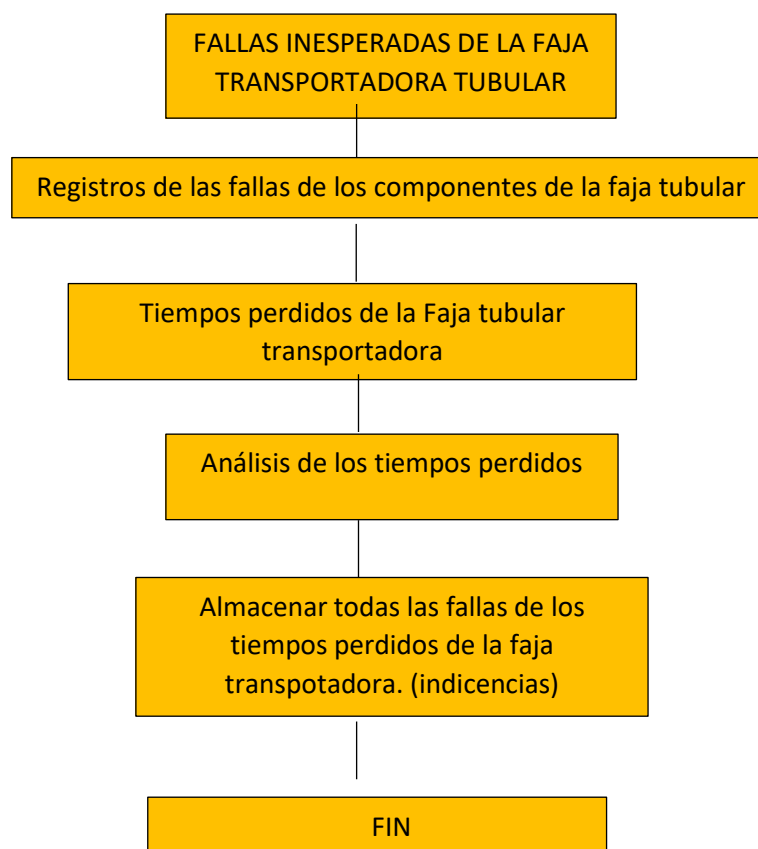 FALLAS INESPERADAS DE LA FAJA
TRANSPORTADORA TUBULAR
Registros de las fallas de los componentes de la faja tubular
Tiempos perdidos de la Faja tubular
transportadora
Análisis de los tiempos perdidos
Almacenar todas las fallas de los
tiempos perdidos de la faja
transpotadora. (indicencias)
FIN